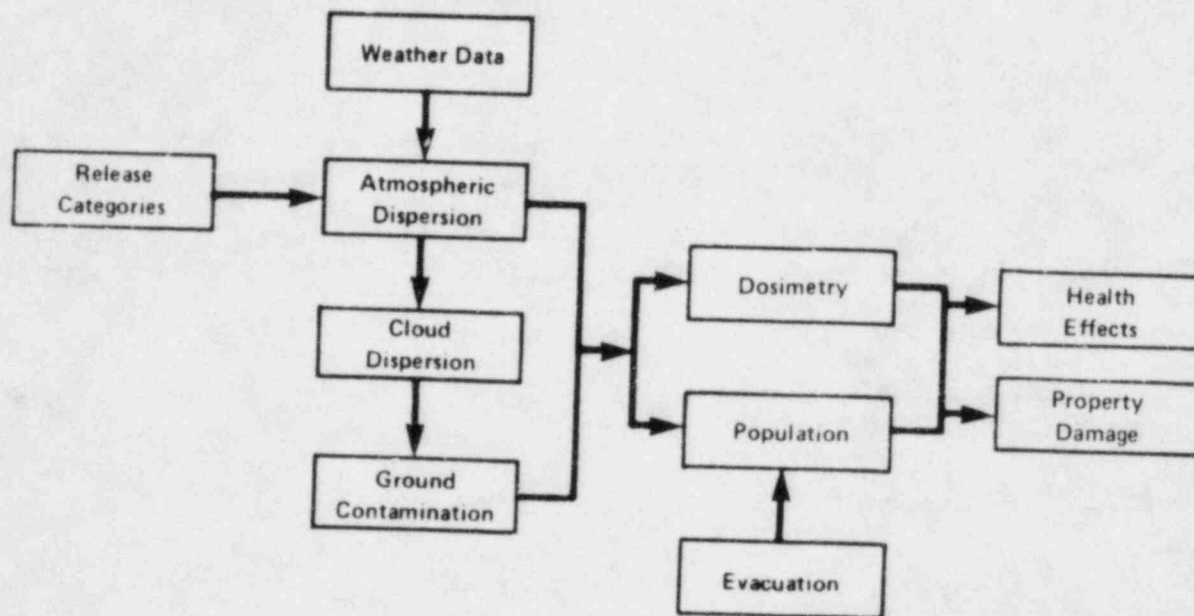 Weather Data
Release
Categories
Atmospheric
Dispersion
Cloud
Dispersion
Ground
Contamination
Dosimetry
Population
Evacuation
Health
Effects
Property
Damage